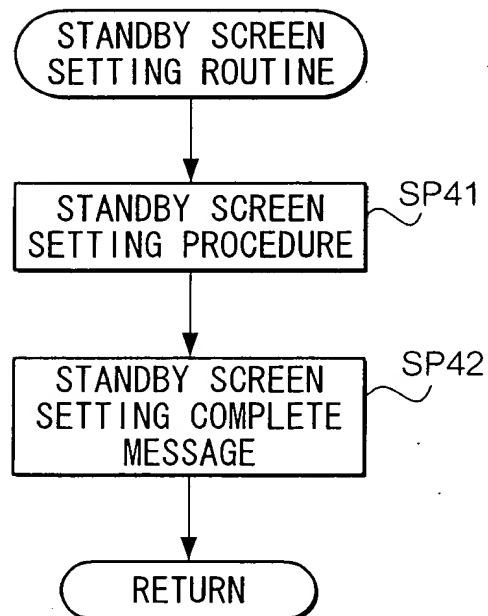 STANDBY SCREEN
SETTING ROUTINE
STANDBY SCREEN
SETTING PROCEDURE
SP41
STANDBY SCREEN
SETTING COMPLETE
MESSAGE
SP42
RETURN